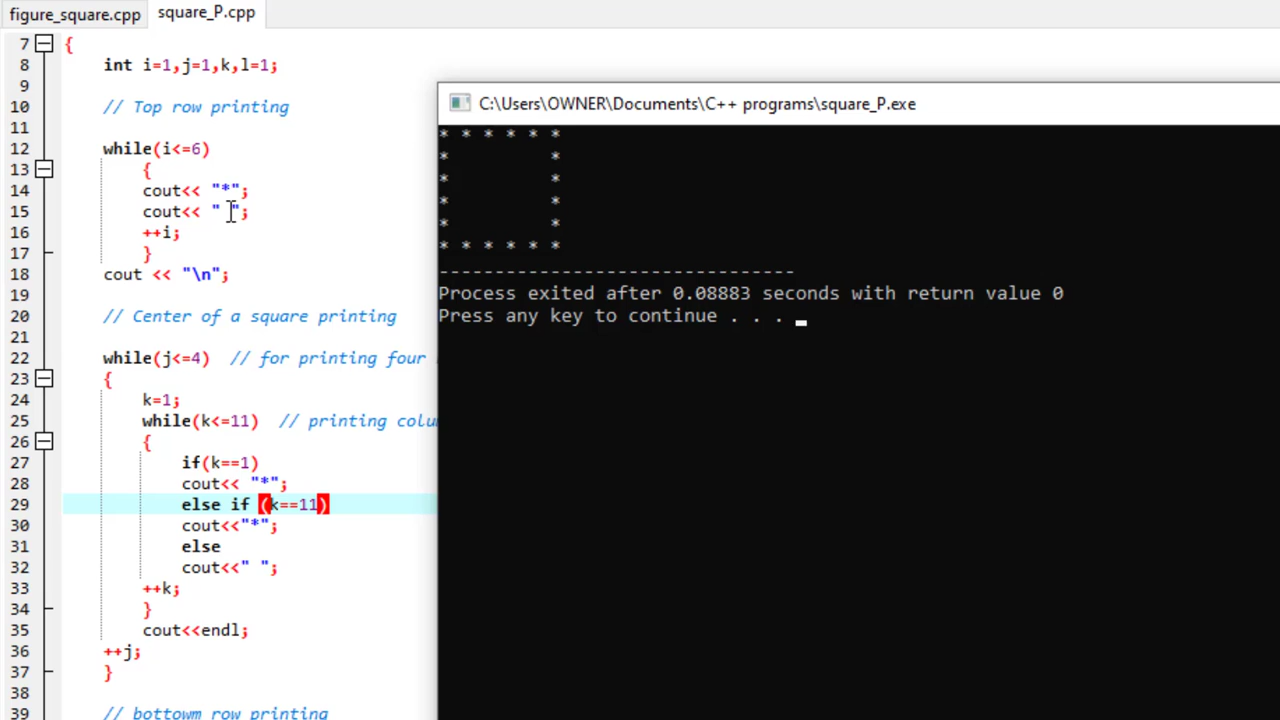 figure_square.cpp square_P.cpp
7 {
8 int i=1,j=1,k,l=1;
9
10 // Top row printing
11
12 while(i<=6)
13 {
14 cout<< "*";
15 cout<< " ";
16 ++i;
17 }
18 cout << "\n";
19
20 // Center of a square printing
21
22 while(j<=4) // for printing four
23 {
24 k=1;
25 while(k<=11) // printing colu
26 {
27 if(k==1)
28 cout<< "*";
29 else if (k==11)
30 cout<<"*";
31 else
32 cout<<" ";
33 ++k;
34 }
35 cout<<endl;
36 ++j;
37 }
38
39 // bottowm row printing
C:\Users\OWNER\Documents\C++ programs\square_P.exe
* * * * * *
*         *
*         *
*         *
*         *
* * * * * *
--------------------------------
Process exited after 0.08883 seconds with return value 0
Press any key to continue . . .